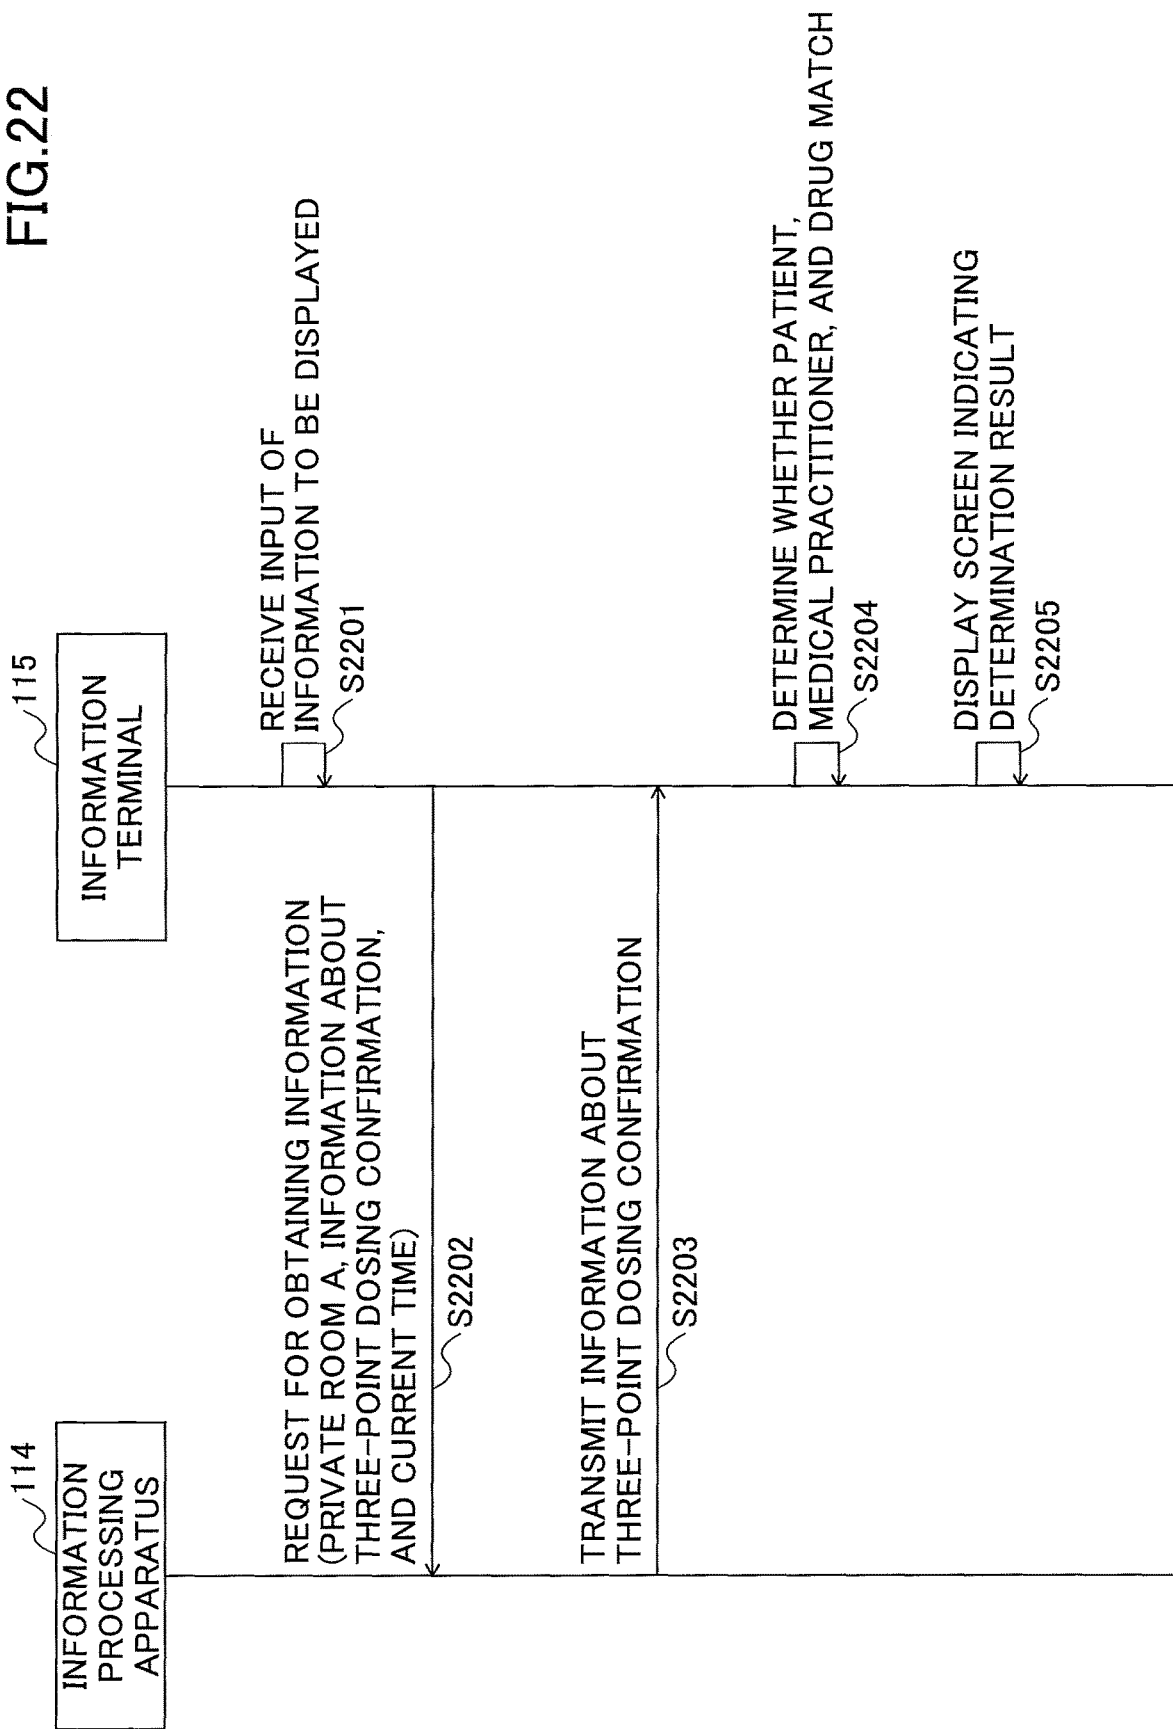 FIG.22
114
INFORMATION
PROCESSING
APPARATUS
115
INFORMATION
TERMINAL
RECEIVE INPUT OF
INFORMATION TO BE DISPLAYED
S2201
REQUEST FOR OBTAINING INFORMATION
(PRIVATE ROOM A, INFORMATION ABOUT
THREE-POINT DOSING CONFIRMATION,
AND CURRENT TIME)
S2202
TRANSMIT INFORMATION ABOUT
THREE-POINT DOSING CONFIRMATION
S2203
DETERMINE WHETHER PATIENT,
MEDICAL PRACTITIONER, AND DRUG MATCH
S2204
DISPLAY SCREEN INDICATING
DETERMINATION RESULT
S2205